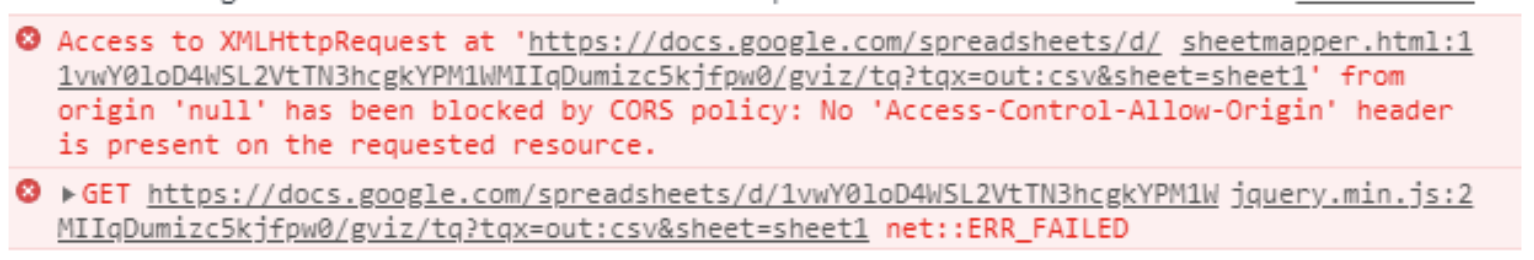 Access to XMLHttpRequest at 'https://docs.google.com/spreadsheets/d/ sheetmapper.html:1
1vwY0loD4WSL2VtTN3hcgkYPM1WMIIqDumizc5kjfpw0/gviz/tq?tqx=out:csv&sheet=sheet1' from
origin 'null' has been blocked by CORS policy: No 'Access-Control-Allow-Origin' header
is present on the requested resource.
▶GET https://docs.google.com/spreadsheets/d/1vwY0loD4WSL2VtTN3hcgkYPM1W jquery.min.js:2
MIIqDumizc5kjfpw0/gviz/tq?tqx=out:csv&sheet=sheet1 net::ERR_FAILED